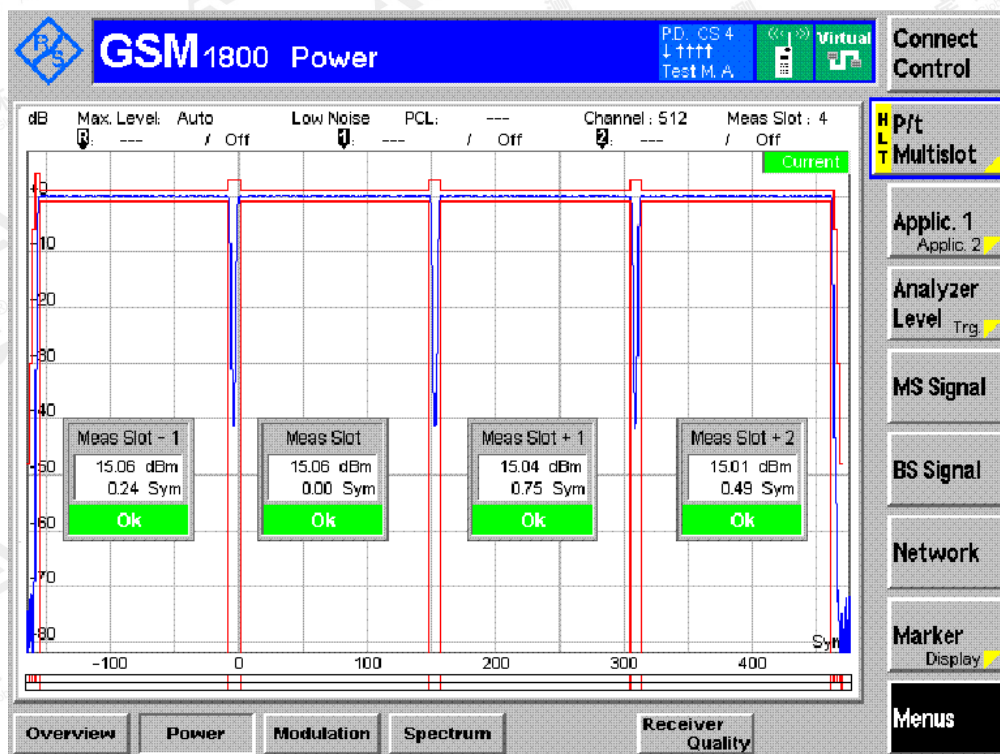 R/S
GSM 1800 Power
P.D. CS 4
↓ ↑↑↑↑
Test M. A
Virtual
Connect
Control
dB Max. Level: Auto Low Noise PCL: --- Channel : 512 Meas Slot : 4
R: --- / Off 1: --- / Off 2: --- / Off
Current
H
L
T
P/t
Multislot
+0
-10
-20
-30
-40
-50
-60
-70
-80
Meas Slot - 1
15.06 dBm
0.24 Sym
Ok
Meas Slot
15.06 dBm
0.00 Sym
Ok
Meas Slot + 1
15.04 dBm
0.75 Sym
Ok
Meas Slot + 2
15.01 dBm
0.49 Sym
Ok
Sym
-100 0 100 200 300 400
Applic. 1
Applic. 2
Analyzer
Level Trg.
MS Signal
BS Signal
Network
Marker
Display
Menus
Overview Power Modulation Spectrum Receiver
Quality